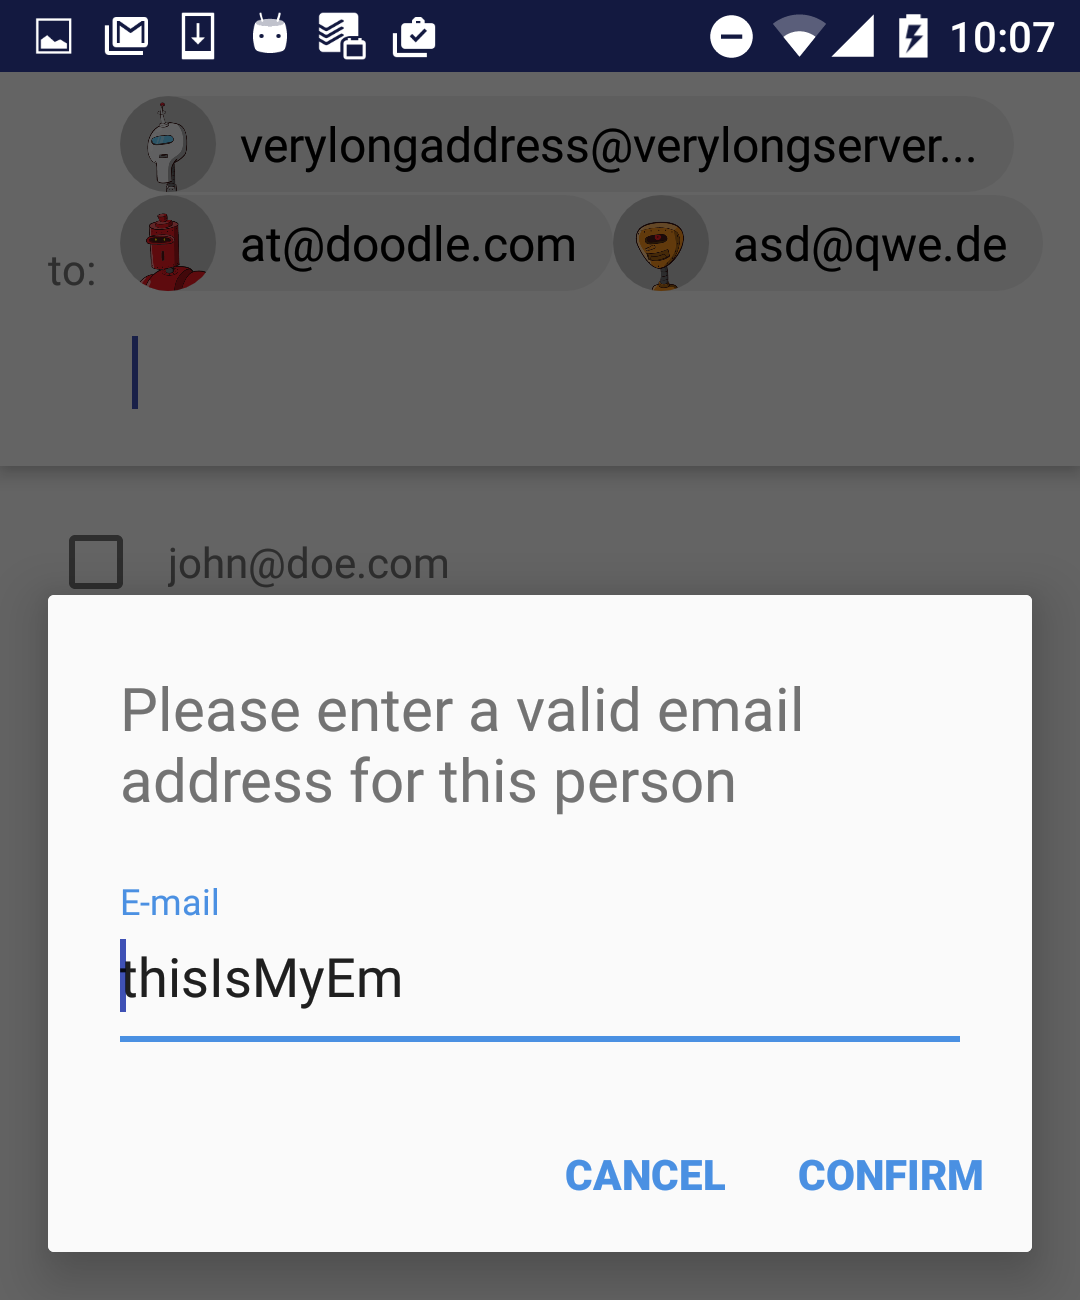 10:07
verylongaddress@verylongserver...
at@doodle.com asd@qwe.de
to:
john@doe.com
Please enter a valid email
address for this person
E-mail
thisIsMyEm
CANCEL CONFIRM